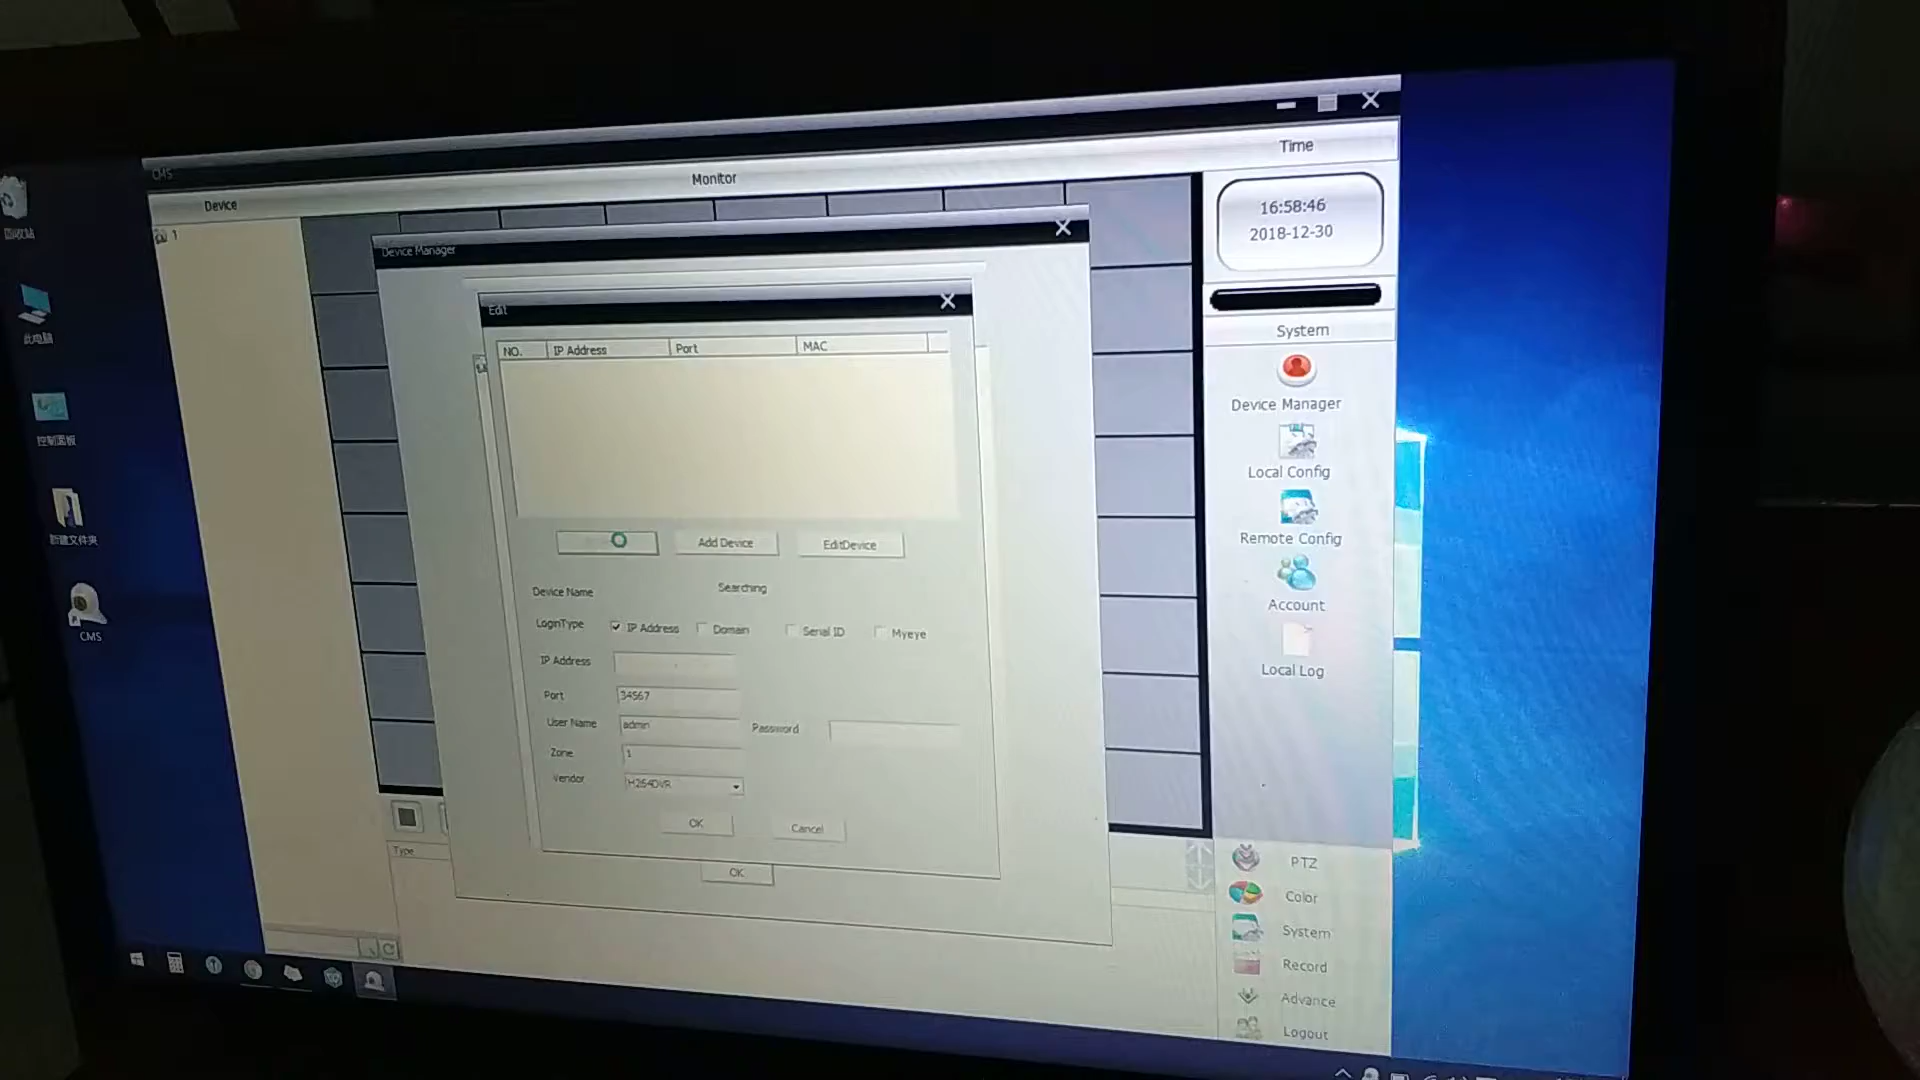 CMS
Device
Monitor
Time
1
16:58:46
2018-12-30
Device Manager
Edit
NO.
IP Address
Port
MAC
System
Device Manager
Local Config
Remote Config
Account
Local Log
Add Device
EditDevice
Device Name
Searching
LoginType
IP Address
Domain
Serial ID
Myeye
IP Address
Port
34567
User Name
admin
Password
Zone
1
Vendor
H264DVR
OK
Cancel
OK
Type
PTZ
Color
System
Record
Advance
Logout
回收站
此电脑
控制面板
新建文件夹
CMS